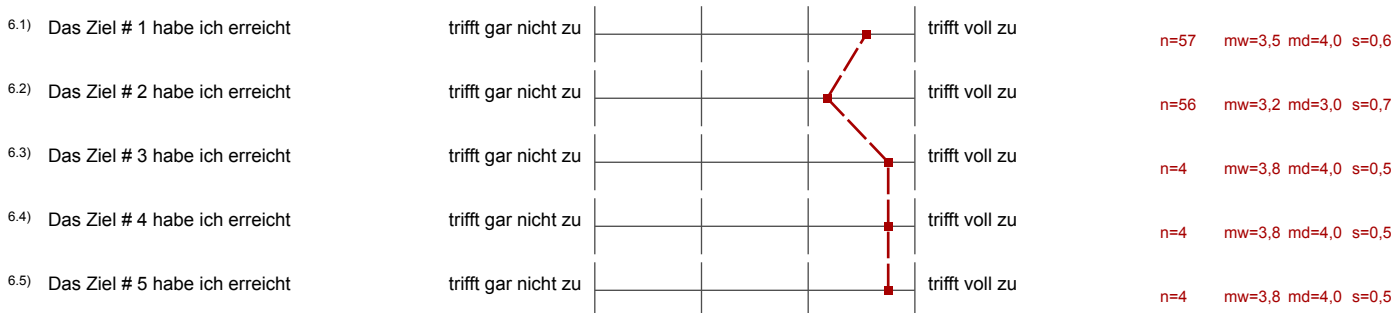 6.1) Das Ziel # 1 habe ich erreicht trifft gar nicht zu trifft voll zu n=57 mw=3,5 md=4,0 s=0,6
6.2) Das Ziel # 2 habe ich erreicht trifft gar nicht zu trifft voll zu n=56 mw=3,2 md=3,0 s=0,7
6.3) Das Ziel # 3 habe ich erreicht trifft gar nicht zu trifft voll zu n=4 mw=3,8 md=4,0 s=0,5
6.4) Das Ziel # 4 habe ich erreicht trifft gar nicht zu trifft voll zu n=4 mw=3,8 md=4,0 s=0,5
6.5) Das Ziel # 5 habe ich erreicht trifft gar nicht zu trifft voll zu n=4 mw=3,8 md=4,0 s=0,5